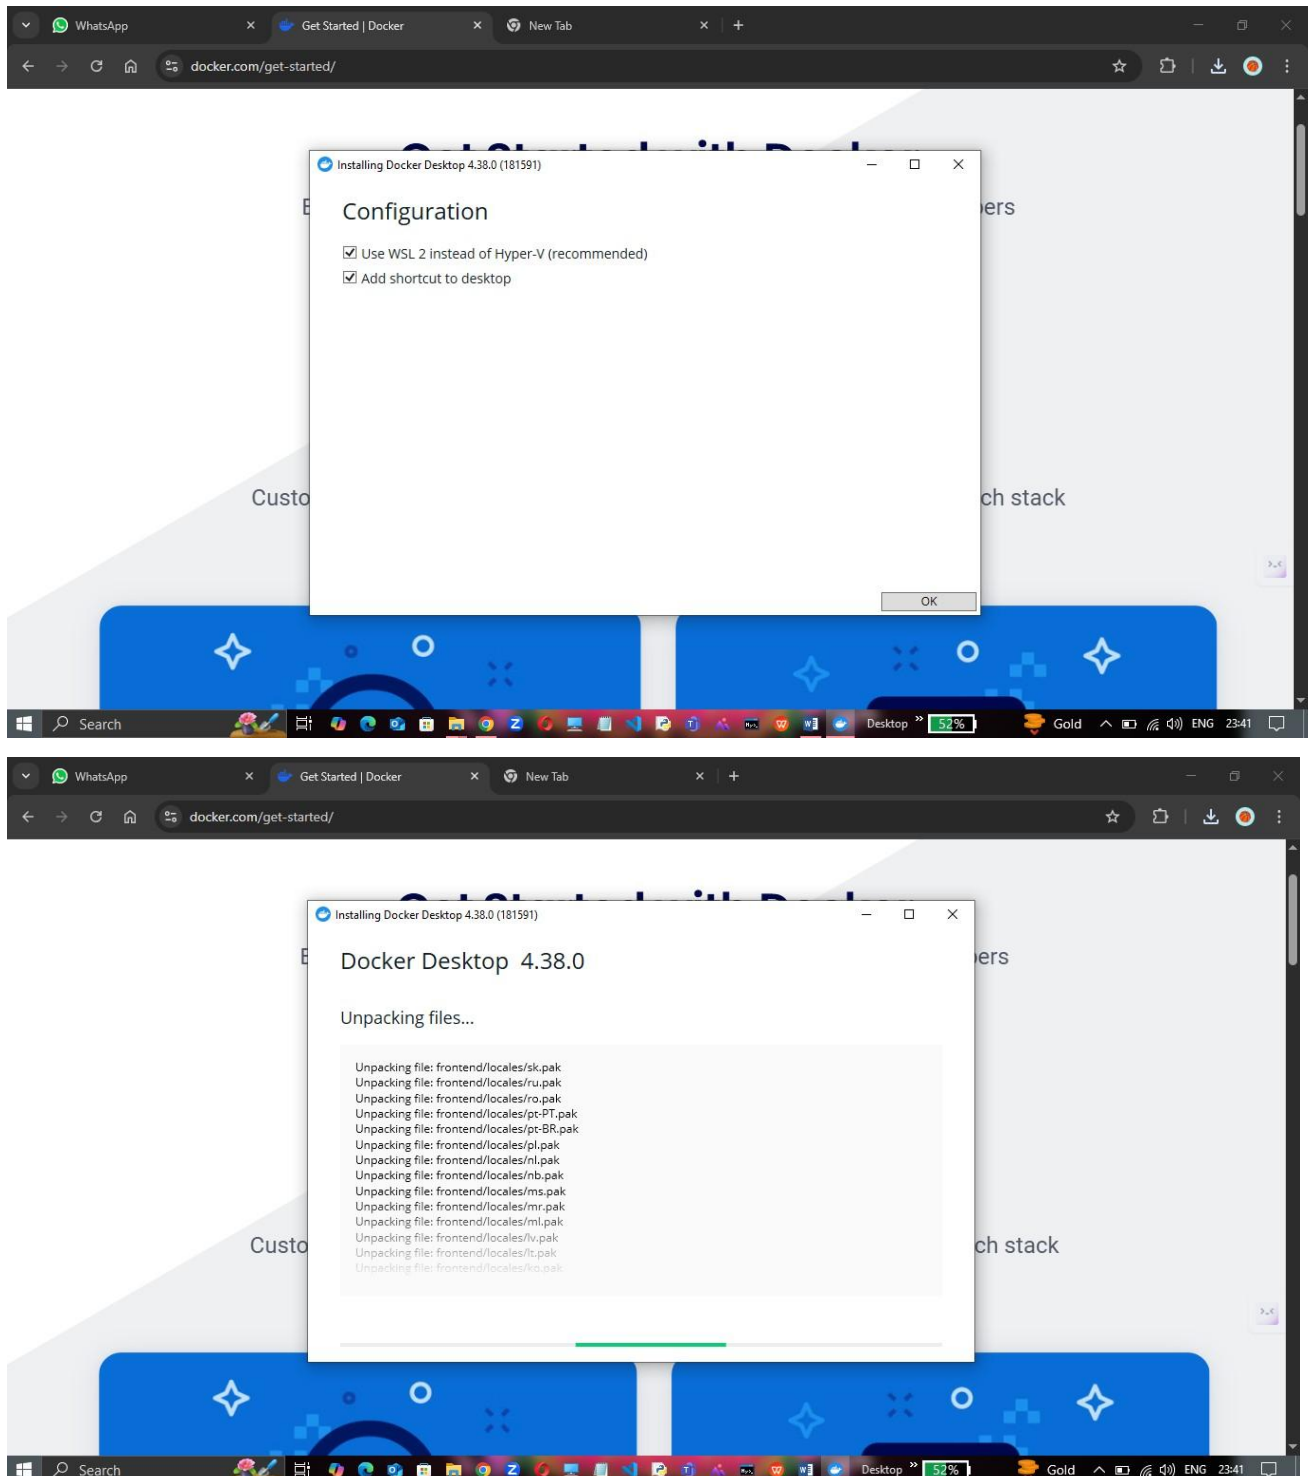 WhatsApp
Get Started | Docker
New Tab
docker.com/get-started/
Installing Docker Desktop 4.38.0 (181591)
Configuration
Use WSL 2 instead of Hyper-V (recommended)
Add shortcut to desktop
ers
Custo
ch stack
OK
Search
Desktop
52%
Gold
ENG
23:41
WhatsApp
Get Started | Docker
New Tab
docker.com/get-started/
Installing Docker Desktop 4.38.0 (181591)
Docker Desktop 4.38.0
ers
Unpacking files...
Unpacking file: frontend/locales/sk.pak
Unpacking file: frontend/locales/ru.pak
Unpacking file: frontend/locales/ro.pak
Unpacking file: frontend/locales/pt-PT.pak
Unpacking file: frontend/locales/pt-BR.pak
Unpacking file: frontend/locales/pl.pak
Unpacking file: frontend/locales/nl.pak
Unpacking file: frontend/locales/nb.pak
Unpacking file: frontend/locales/ms.pak
Unpacking file: frontend/locales/mr.pak
Unpacking file: frontend/locales/ml.pak
Unpacking file: frontend/locales/lv.pak
Unpacking file: frontend/locales/lt.pak
Unpacking file: frontend/locales/ko.pak
Custo
ch stack
Search
Desktop
52%
Gold
ENG
23:41